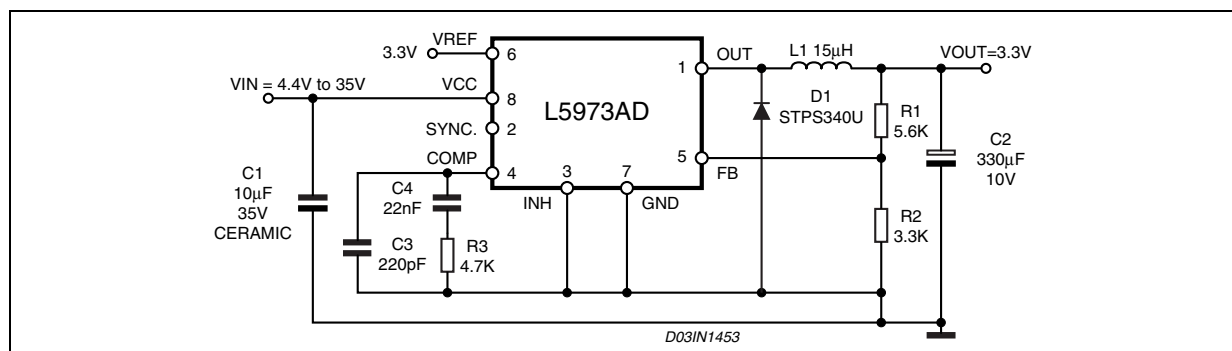 VREF
3.3V
6
VIN = 4.4V to 35V
VCC
8
SYNC.
2
COMP
4
L5973AD
1
OUT
L1 15μH
VOUT=3.3V
D1
STPS340U
R1
5.6K
5
FB
C2
330μF
10V
3
INH
7
GND
C1
10μF
35V
CERAMIC
C4
22nF
C3
220pF
R3
4.7K
R2
3.3K
D03IN1453